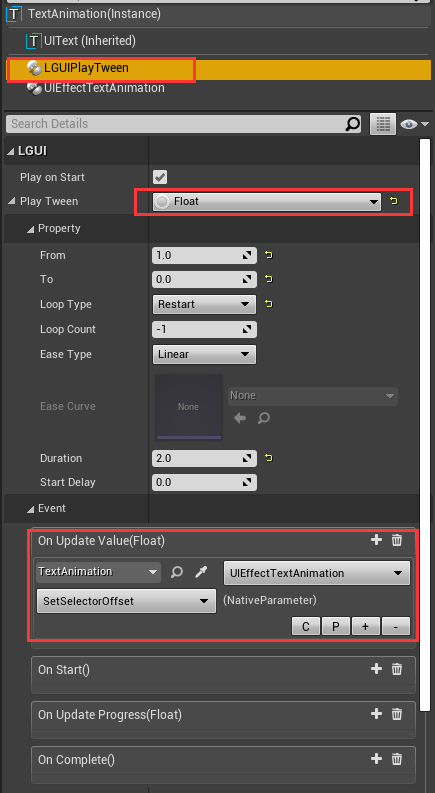 TextAnimation(Instance)
UIText (Inherited)
LGUIPlayTween
UIEffectTextAnimation
Search Details
LGUI
Play on Start
Play Tween Float
Property
From 1.0
To 0.0
Loop Type Restart
Loop Count -1
Ease Type Linear
Ease Curve None None
Duration 2.0
Start Delay 0.0
Event
On Update Value(Float)
TextAnimation UIEffectTextAnimation
SetSelectorOffset (NativeParameter)
C P + -
On Start()
On Update Progress(Float)
On Complete()